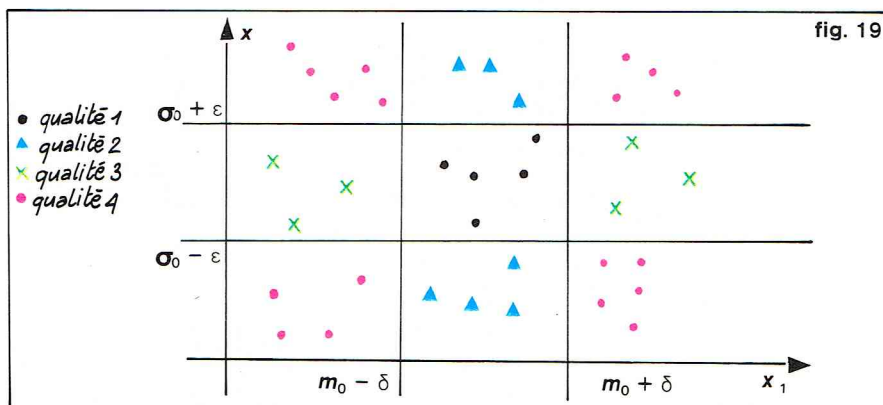 fig. 19
x
σ₀ + ε
qualité 1
qualité 2
qualité 3
qualité 4
σ₀ − ε
m₀ − δ
m₀ + δ
x₁